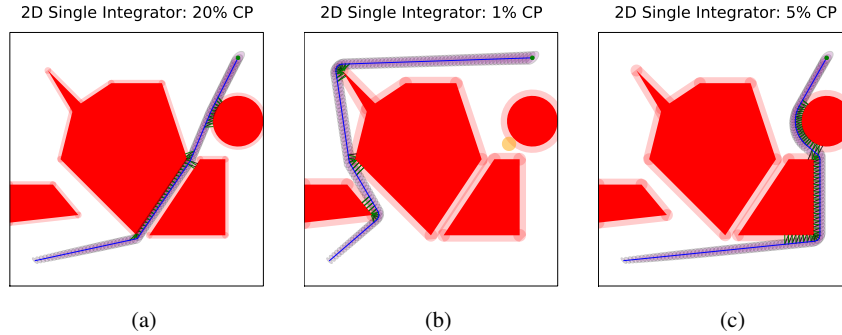 2D Single Integrator: 20% CP
2D Single Integrator: 1% CP
2D Single Integrator: 5% CP
(a)
(b)
(c)